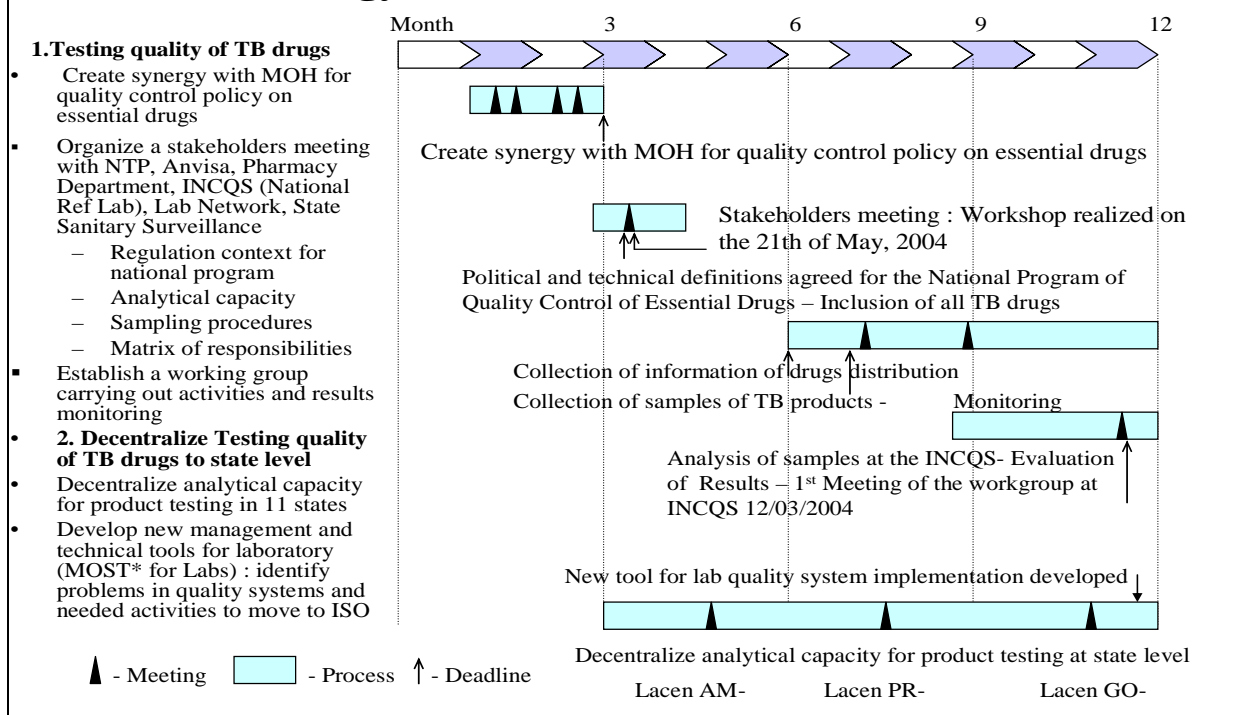 Month 3 6 9 12
1.Testing quality of TB drugs
• Create synergy with MOH for
quality control policy on
essential drugs
▪ Organize a stakeholders meeting
with NTP, Anvisa, Pharmacy
Department, INCQS (National
Ref Lab), Lab Network, State
Sanitary Surveillance
– Regulation context for
national program
– Analytical capacity
– Sampling procedures
– Matrix of responsibilities
▪ Establish a working group
carrying out activities and results
monitoring
• 2. Decentralize Testing quality
of TB drugs to state level
• Decentralize analytical capacity
for product testing in 11 states
• Develop new management and
technical tools for laboratory
(MOST* for Labs) : identify
problems in quality systems and
needed activities to move to ISO
Create synergy with MOH for quality control policy on essential drugs
Stakeholders meeting : Workshop realized on
the 21th of May, 2004
Political and technical definitions agreed for the National Program of
Quality Control of Essential Drugs – Inclusion of all TB drugs
Collection of information of drugs distribution
Collection of samples of TB products -
Monitoring
Analysis of samples at the INCQS- Evaluation
of Results – 1st Meeting of the workgroup at
INCQS 12/03/2004
New tool for lab quality system implementation developed
Decentralize analytical capacity for product testing at state level
Lacen AM- Lacen PR- Lacen GO-
- Meeting - Process - Deadline